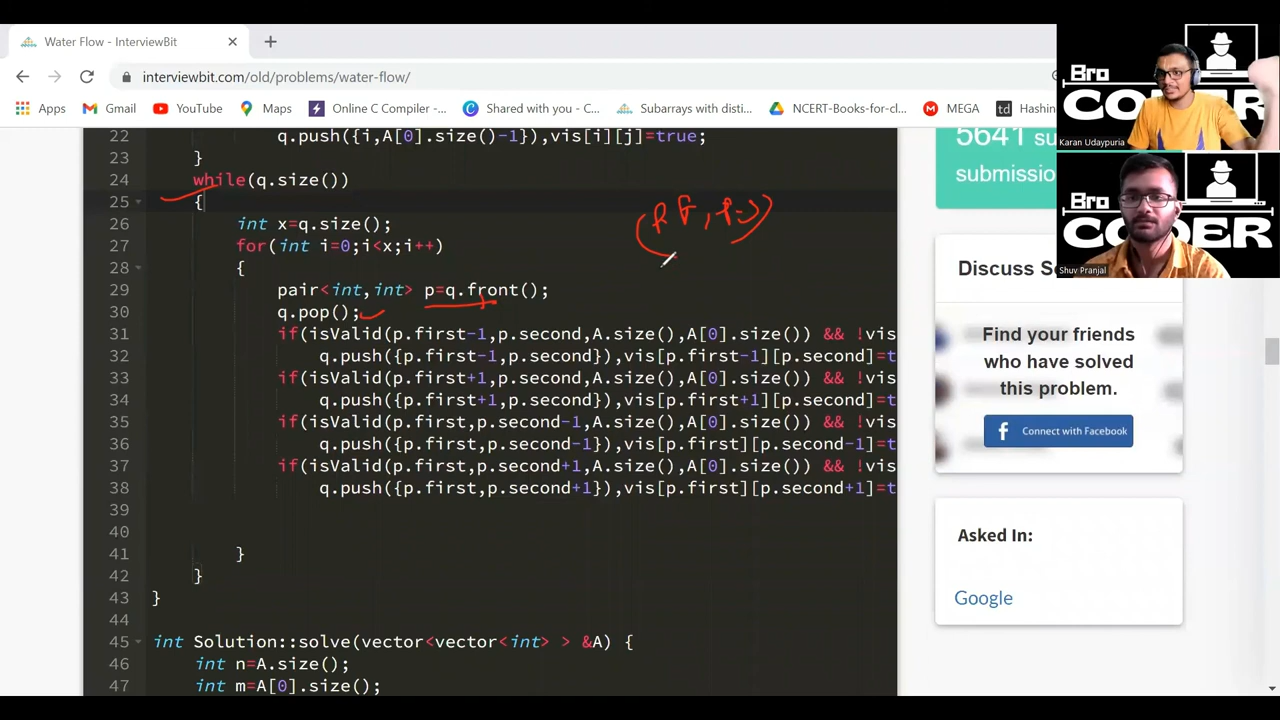 Water Flow - InterviewBit
interviewbit.com/old/problems/water-flow/
Apps Gmail YouTube Maps Online C Compiler -... Shared with you - C... Subarrays with disti... NCERT-Books-for-cl... MEGA Hashin
22 q.push({i,A[0].size()-1}),vis[i][j]=true;
23 }
24 while(q.size())
25 {
26 int x=q.size();
27 for(int i=0;i<x;i++)
28 {
29 pair<int,int> p=q.front();
30 q.pop();
31 if(isValid(p.first-1,p.second,A.size(),A[0].size()) && !vis
32 q.push({p.first-1,p.second}),vis[p.first-1][p.second]=t
33 if(isValid(p.first+1,p.second,A.size(),A[0].size()) && !vis
34 q.push({p.first+1,p.second}),vis[p.first+1][p.second]=t
35 if(isValid(p.first,p.second-1,A.size(),A[0].size()) && !vis
36 q.push({p.first,p.second-1}),vis[p.first][p.second-1]=t
37 if(isValid(p.first,p.second+1,A.size(),A[0].size()) && !vis
38 q.push({p.first,p.second+1}),vis[p.first][p.second+1]=t
39
40
41 }
42 }
43 }
44
45 int Solution::solve(vector<vector<int> > &A) {
46 int n=A.size();
47 int m=A[0].size();
5641 su
submission
Discuss S
Find your friends
who have solved
this problem.
Connect with Facebook
Asked In:
Google
Bro
CODER
Karan Udaypuria
Bro
CODER
Shuv Pranjal